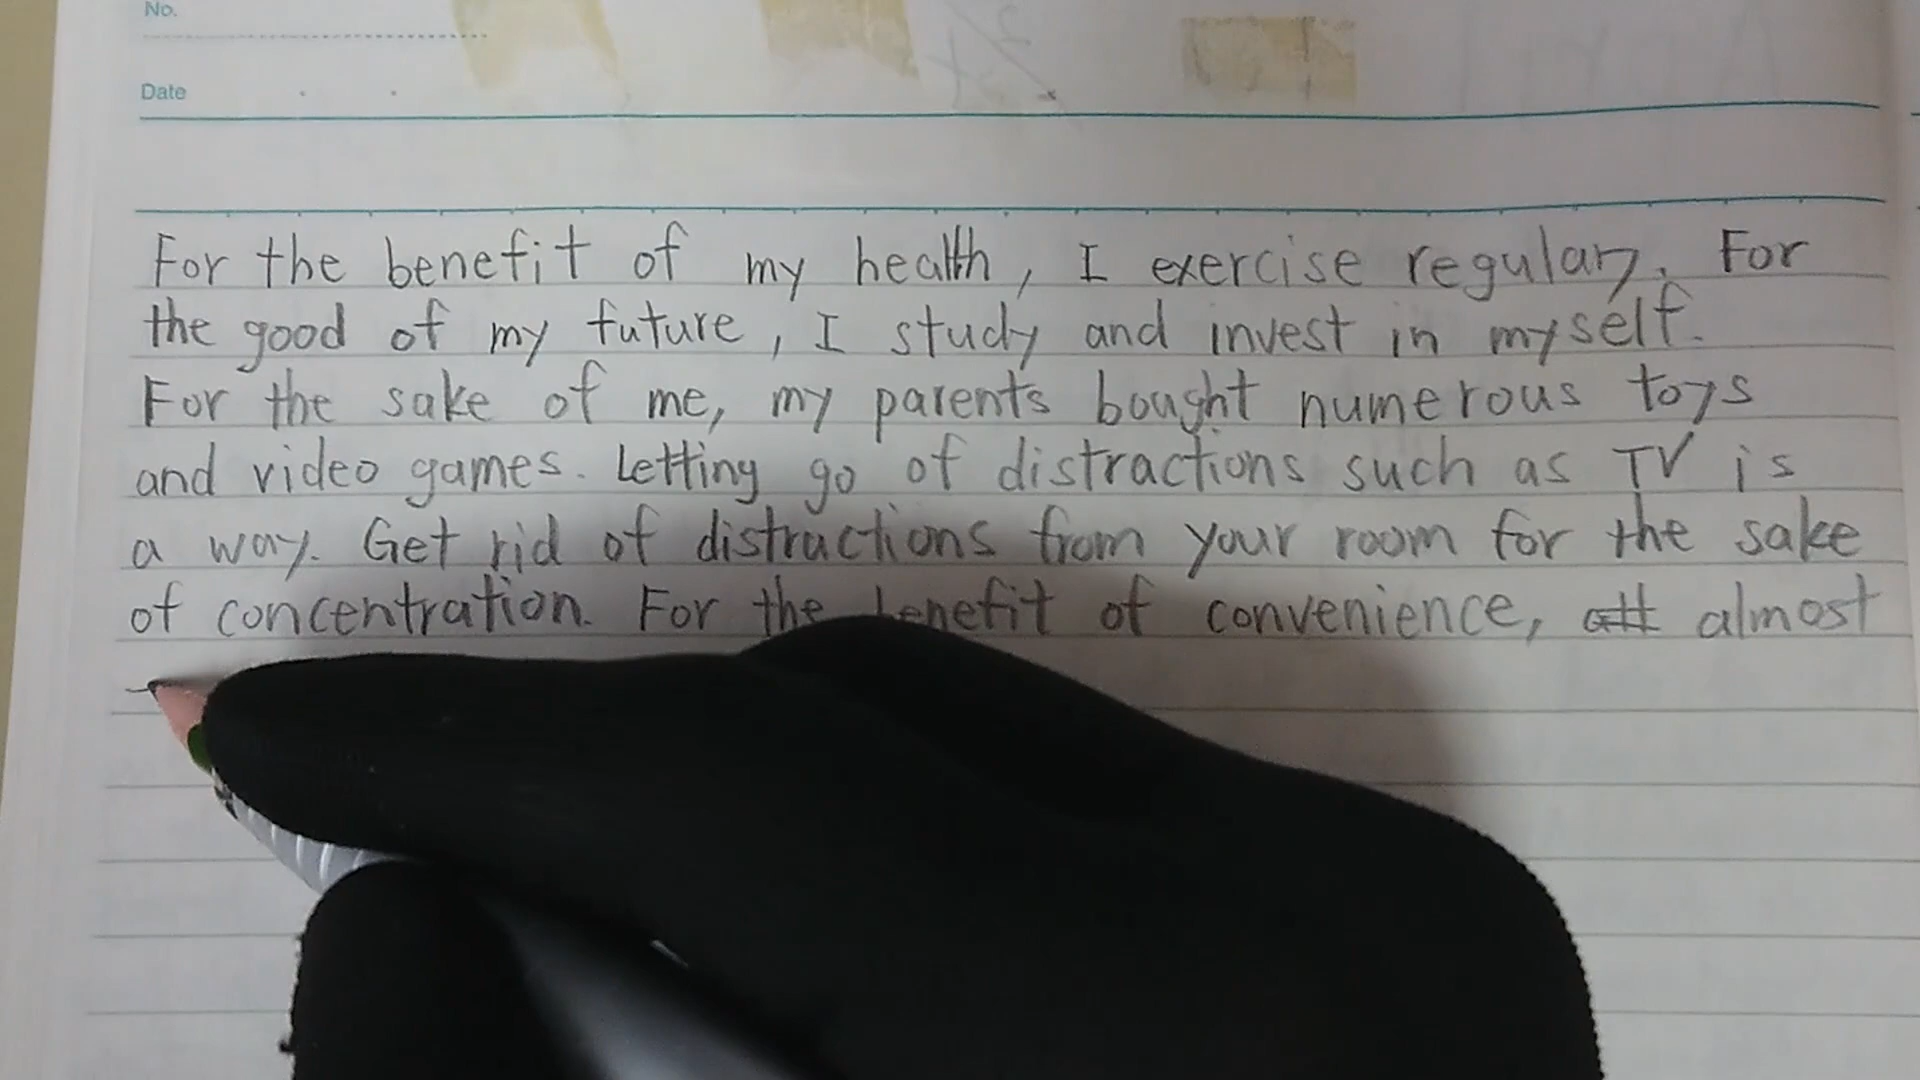 No.
Date
For the benefit of my health, I exercise regulary. For
the good of my future, I study and invest in myself.
For the sake of me, my parents bought numerous toys
and video games. Letting go of distractions such as TV is
a way. Get rid of distractions from your room for the sake
of concentration. For the benefit of convenience, almost